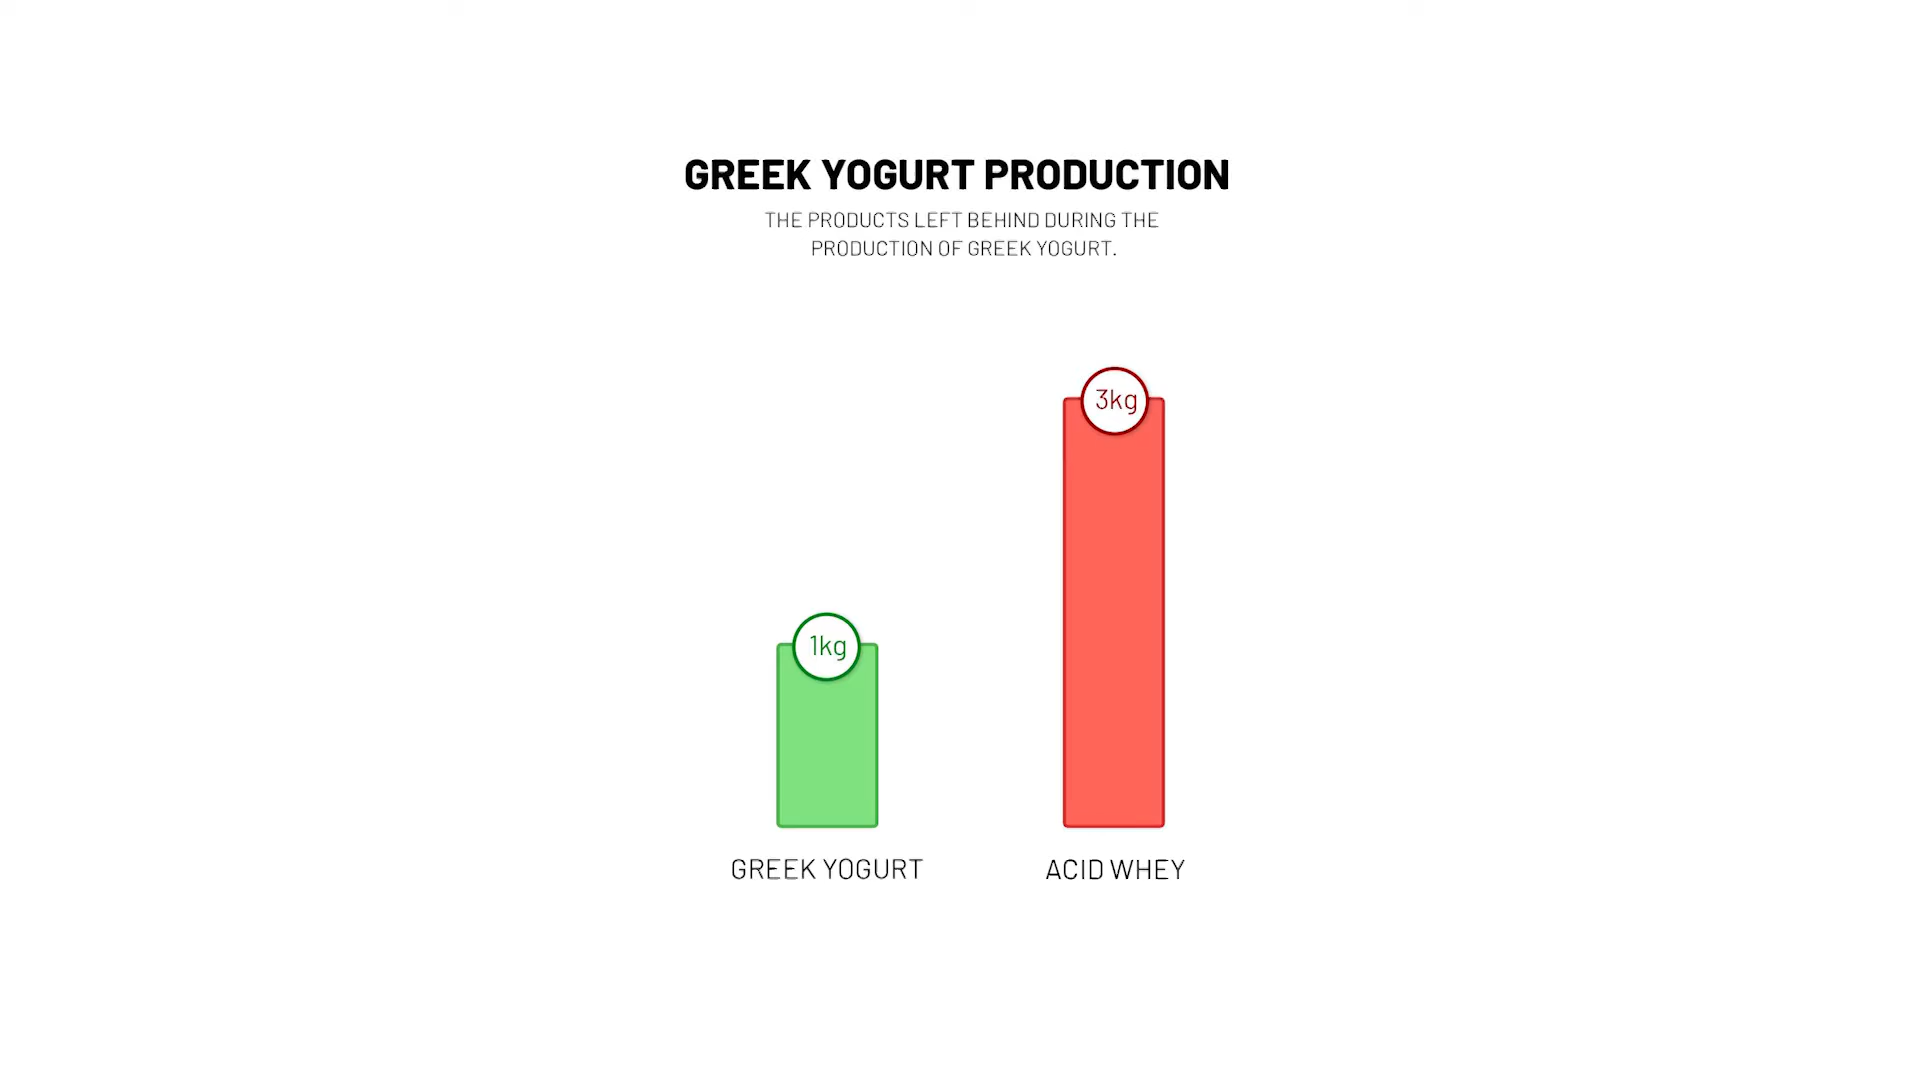 GREEK YOGURT PRODUCTION
THE PRODUCTS LEFT BEHIND DURING THE
PRODUCTION OF GREEK YOGURT.
3kg
1kg
GREEK YOGURT
ACID WHEY